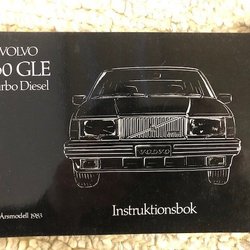 VOLVO
60 GLE
urbo Diesel
VOLVO
Årsmodell 1983
Instruktionsbok